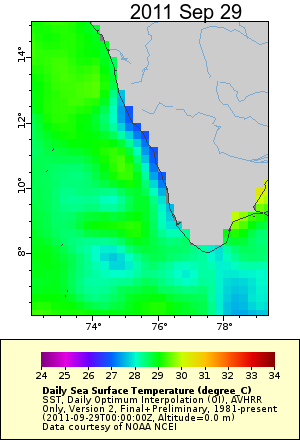 2011 Sep 29
14°
12°
10°
8°
74°
76°
78°
24 25 26 27 28 29 30 31 32 33 34
Daily Sea Surface Temperature (degree_C)
SST, Daily Optimum Interpolation (OI), AVHRR
Only, Version 2, Final+Preliminary, 1981-present
(2011-09-29T00:00:00Z, Altitude=0.0 m)
Data courtesy of NOAA NCEI